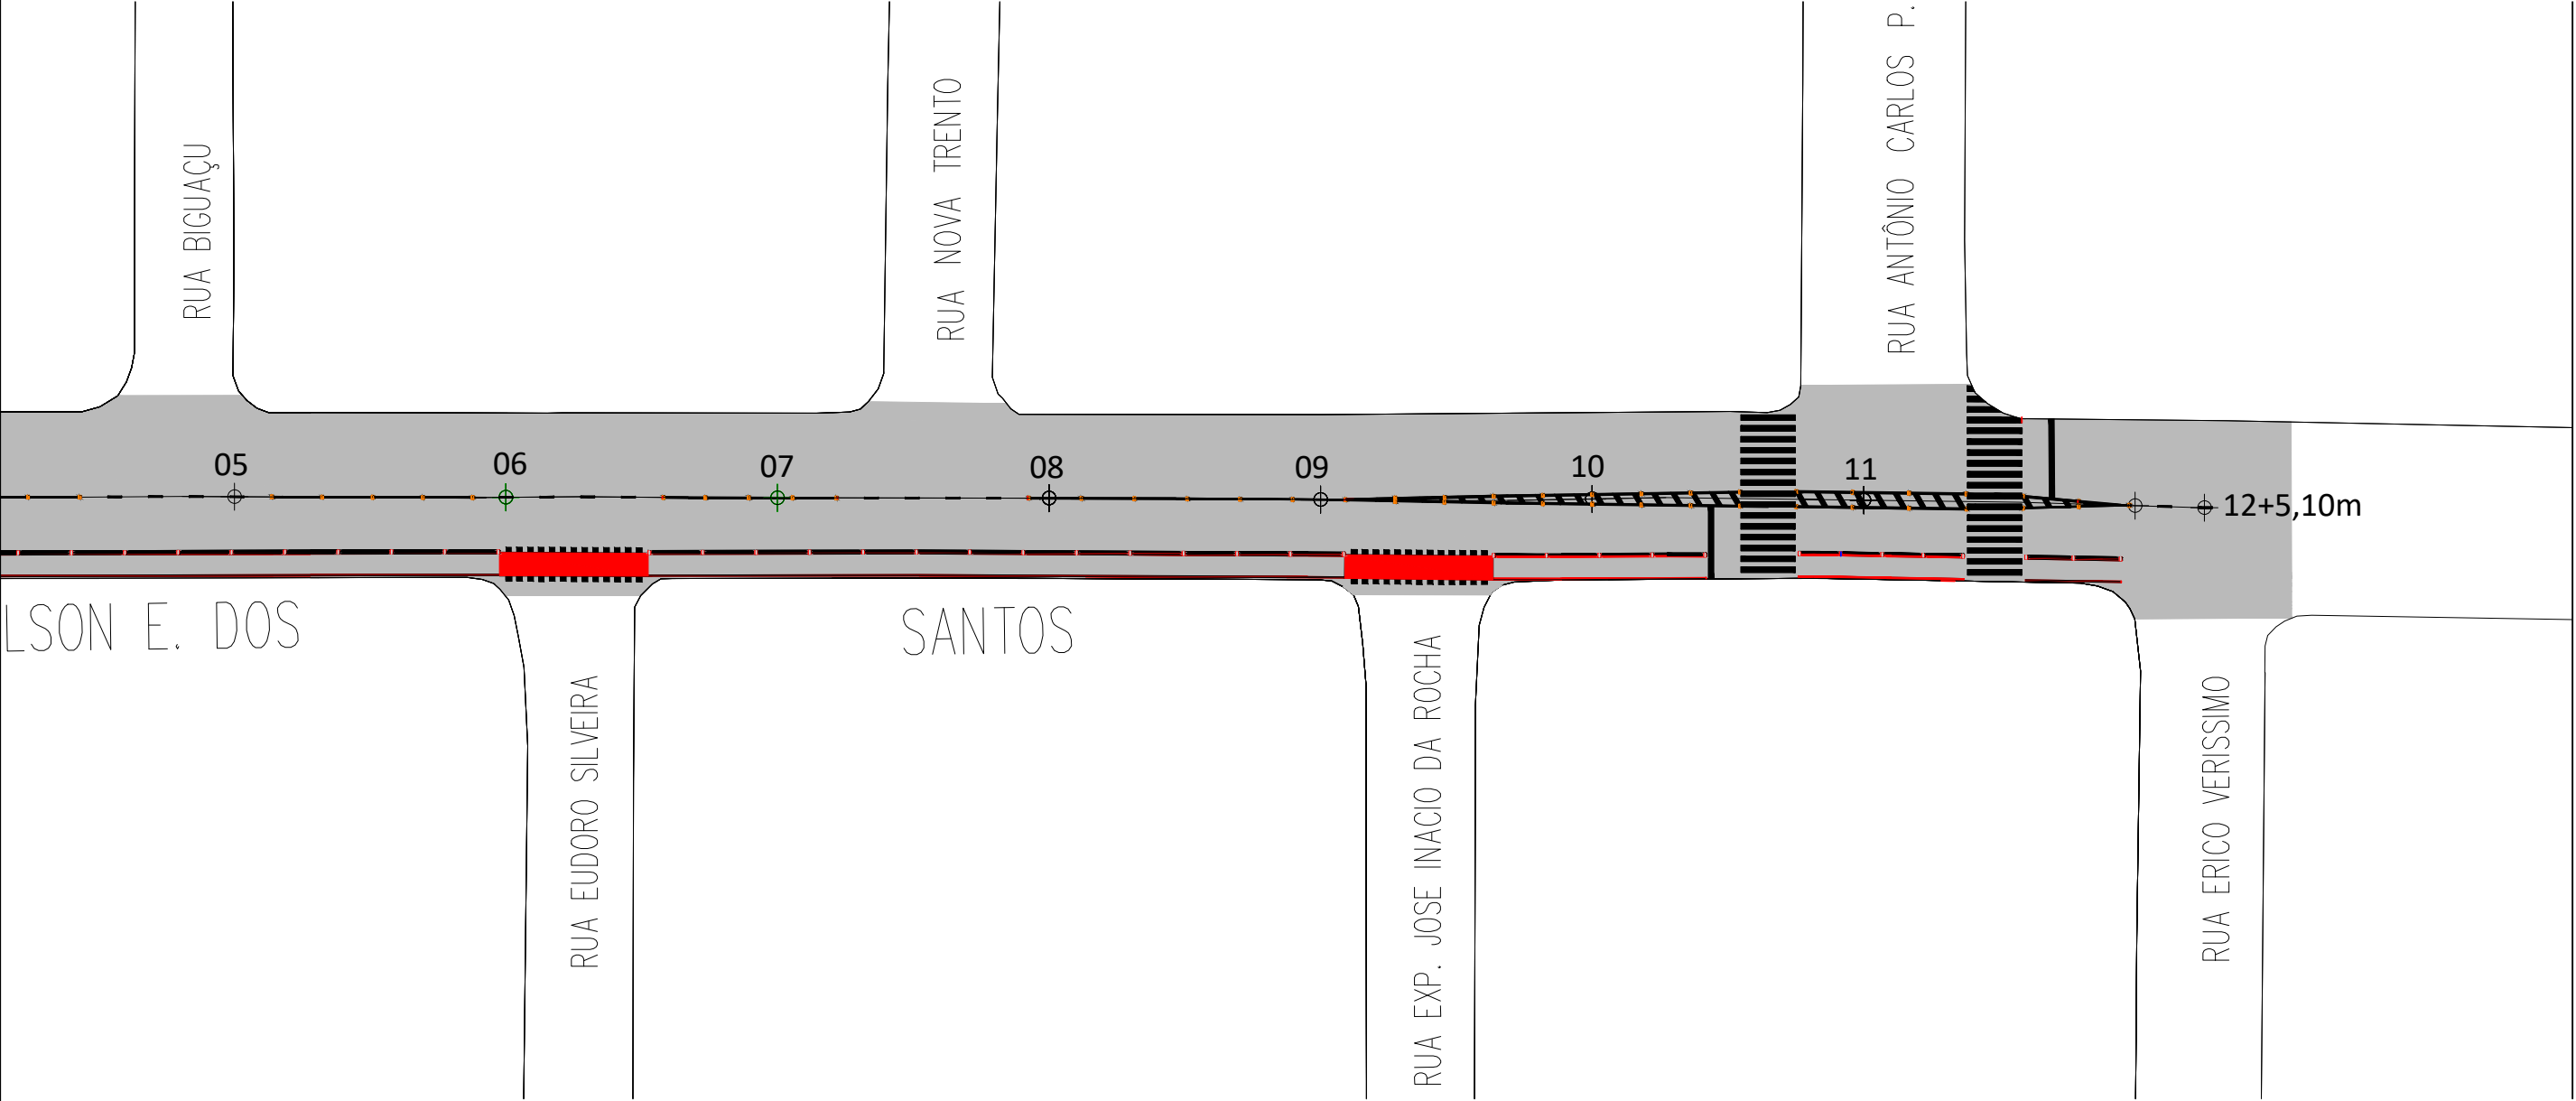 RUA BIGUAÇU
RUA NOVA TRENTO
RUA ANTÔNIO CARLOS P.
05
06
07
08
09
10
11
12+5,10m
LSON E. DOS
SANTOS
RUA EUDORO SILVEIRA
RUA EXP. JOSE INACIO DA ROCHA
RUA ERICO VERISSIMO